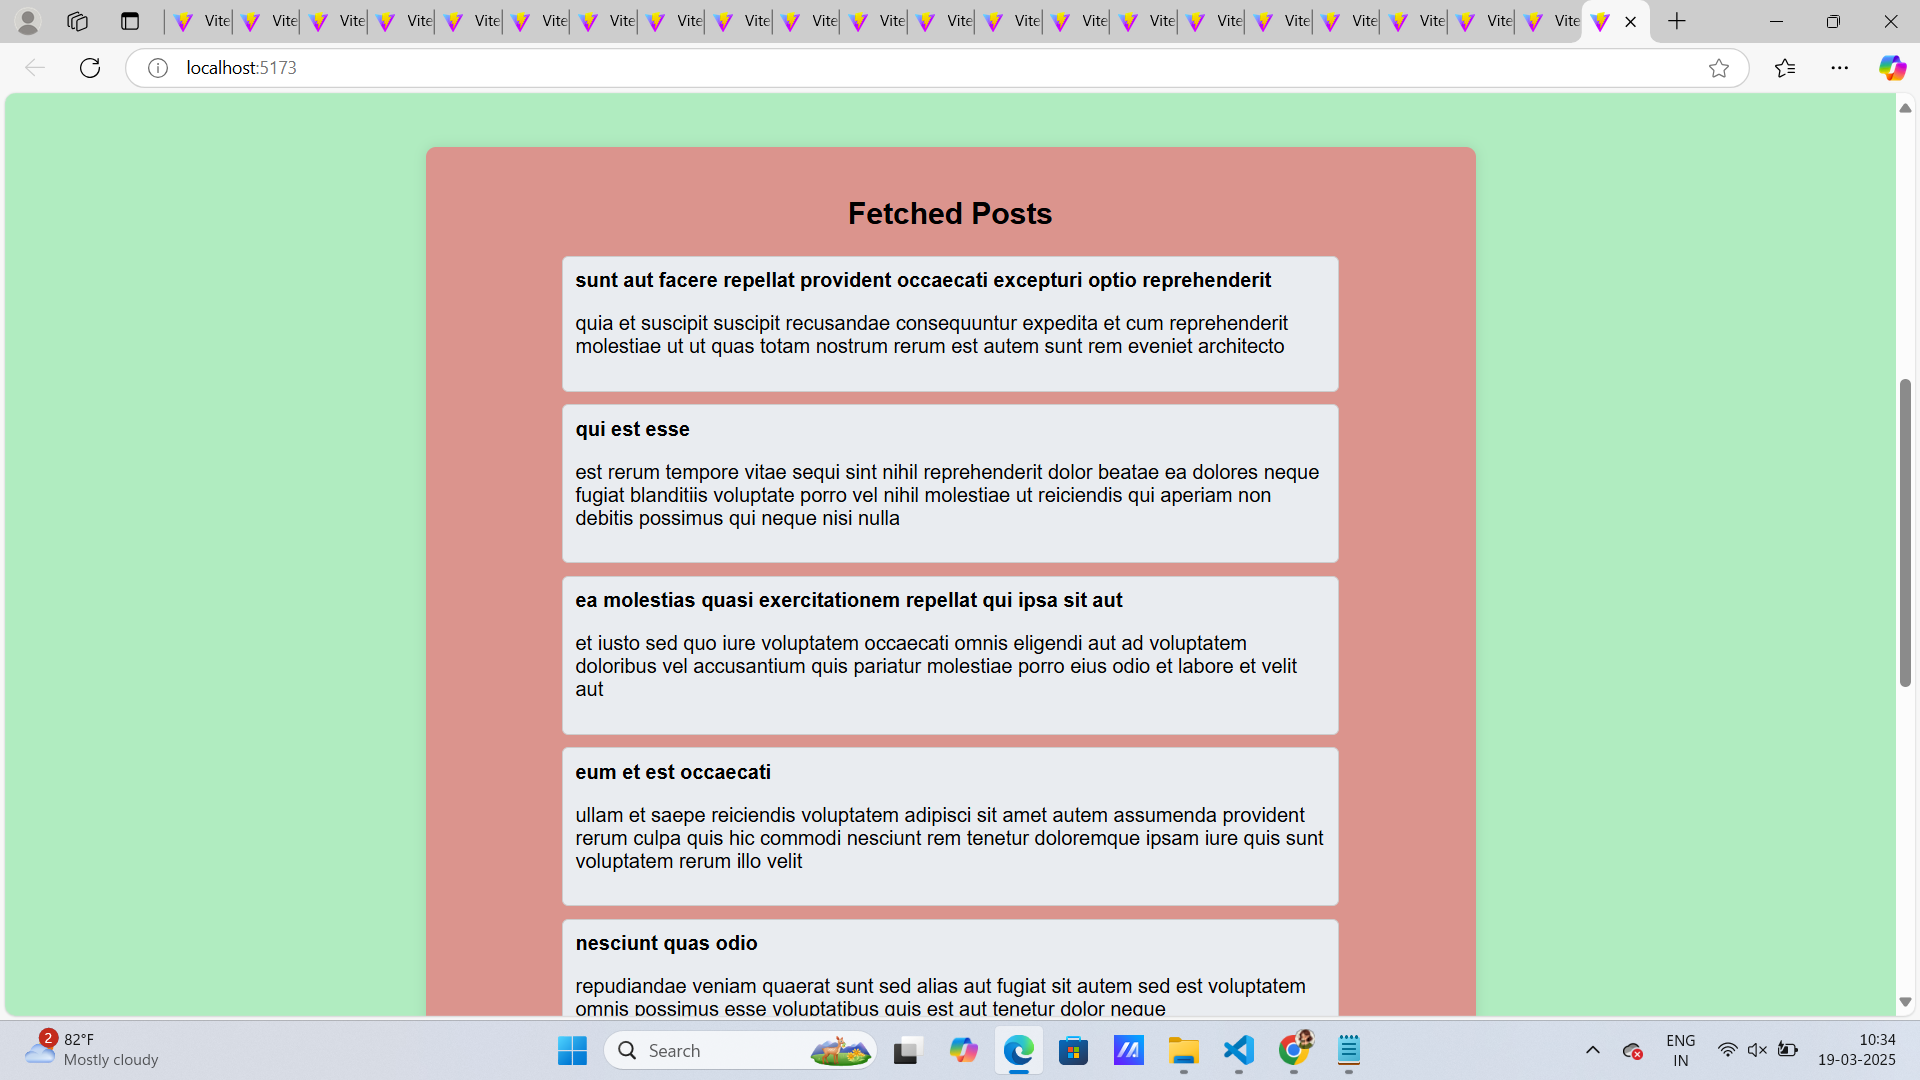 Vite Vite Vite Vite Vite Vite Vite Vite Vite Vite Vite Vite Vite Vite Vite Vite Vite Vite Vite Vite Vite
localhost:5173
Fetched Posts
sunt aut facere repellat provident occaecati excepturi optio reprehenderit
quia et suscipit suscipit recusandae consequuntur expedita et cum reprehenderit
molestiae ut ut quas totam nostrum rerum est autem sunt rem eveniet architecto
qui est esse
est rerum tempore vitae sequi sint nihil reprehenderit dolor beatae ea dolores neque
fugiat blanditiis voluptate porro vel nihil molestiae ut reiciendis qui aperiam non
debitis possimus qui neque nisi nulla
ea molestias quasi exercitationem repellat qui ipsa sit aut
et iusto sed quo iure voluptatem occaecati omnis eligendi aut ad voluptatem
doloribus vel accusantium quis pariatur molestiae porro eius odio et labore et velit
aut
eum et est occaecati
ullam et saepe reiciendis voluptatem adipisci sit amet autem assumenda provident
rerum culpa quis hic commodi nesciunt rem tenetur doloremque ipsam iure quis sunt
voluptatem rerum illo velit
nesciunt quas odio
repudiandae veniam quaerat sunt sed alias aut fugiat sit autem sed est voluptatem
omnis possimus esse voluptatibus quis est aut tenetur dolor neque
2
82°F
Mostly cloudy
Search
ENG
IN
10:34
19-03-2025